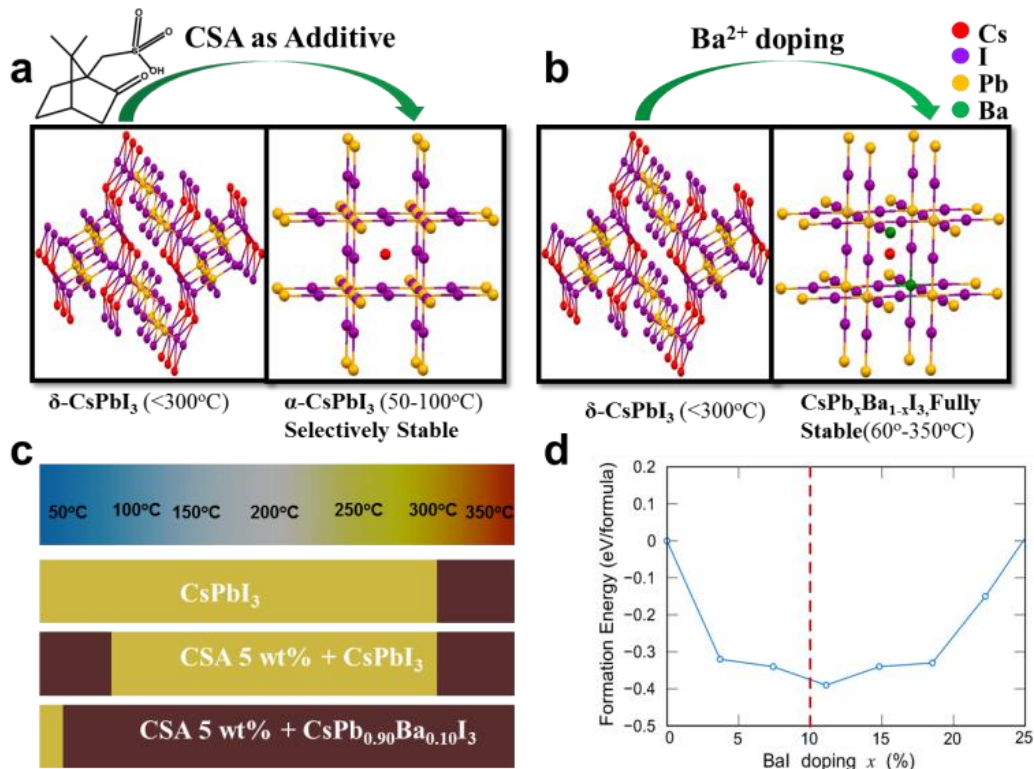 a
O
O
S
O
OH
O
CSA as Additive
δ-CsPbI₃ (<300°C)
α-CsPbI₃ (50-100°C)
Selectively Stable
b
Ba²⁺ doping
Cs
I
Pb
Ba
δ-CsPbI₃ (<300°C)
CsPbₓBa₁₋ₓI₃,Fully
Stable(60°-350°C)
c
50°C 100°C 150°C 200°C 250°C 300°C 350°C
CsPbI₃
CSA 5 wt% + CsPbI₃
CSA 5 wt% + CsPb₀.₉₀Ba₀.₁₀I₃
d
Formation Energy (eV/formula)
0.2
0.1
0
−0.1
−0.2
−0.3
−0.4
−0.5
0 5 10 15 20 25
BaI doping x (%)